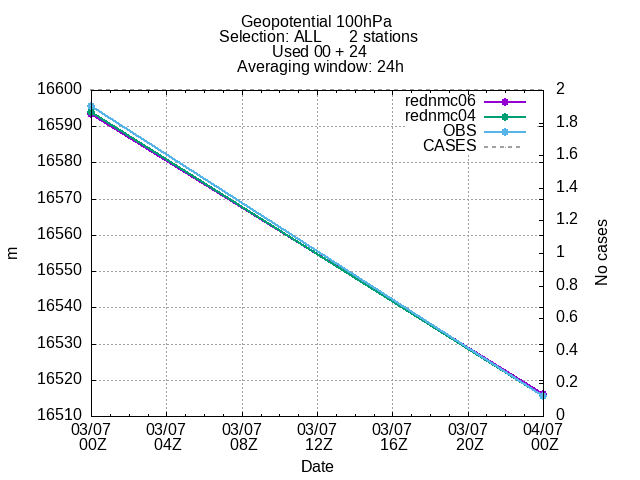 Geopotential 100hPa
Selection: ALL 2 stations
Used 00 + 24
Averaging window: 24h
16600
16590
16580
16570
16560
16550
16540
16530
16520
16510
m
2
1.8
1.6
1.4
1.2
1
0.8
0.6
0.4
0.2
0
No cases
rednmc06
rednmc04
OBS
CASES
03/07 03/07 03/07 03/07 03/07 03/07 04/07
00Z 04Z 08Z 12Z 16Z 20Z 00Z
Date